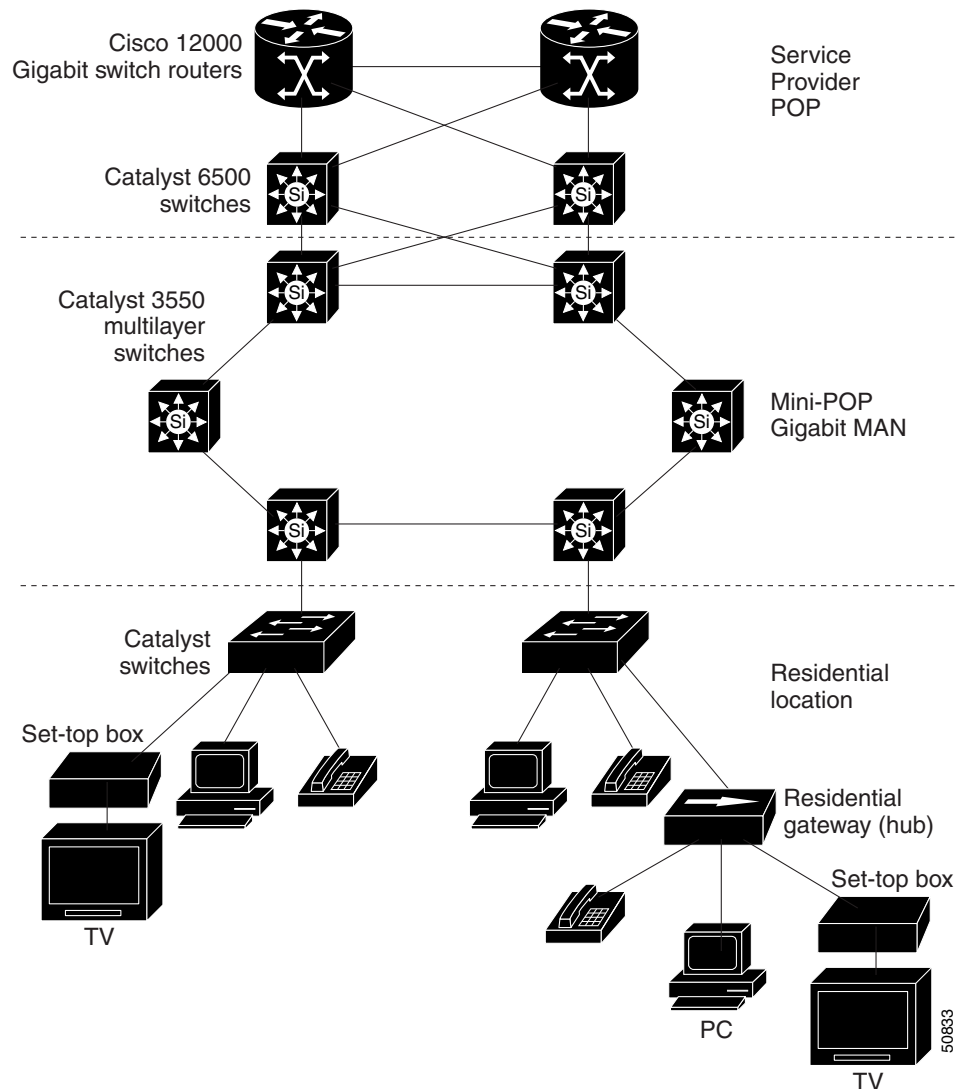 Cisco 12000
Gigabit switch routers
Service
Provider
POP
Catalyst 6500
switches
Si
Si
Si
Si
Catalyst 3550
multilayer
switches
Si
Si
Mini-POP
Gigabit MAN
Si
Si
Catalyst
switches
Residential
location
Set-top box
Residential
gateway (hub)
Set-top box
TV
PC
TV
50833